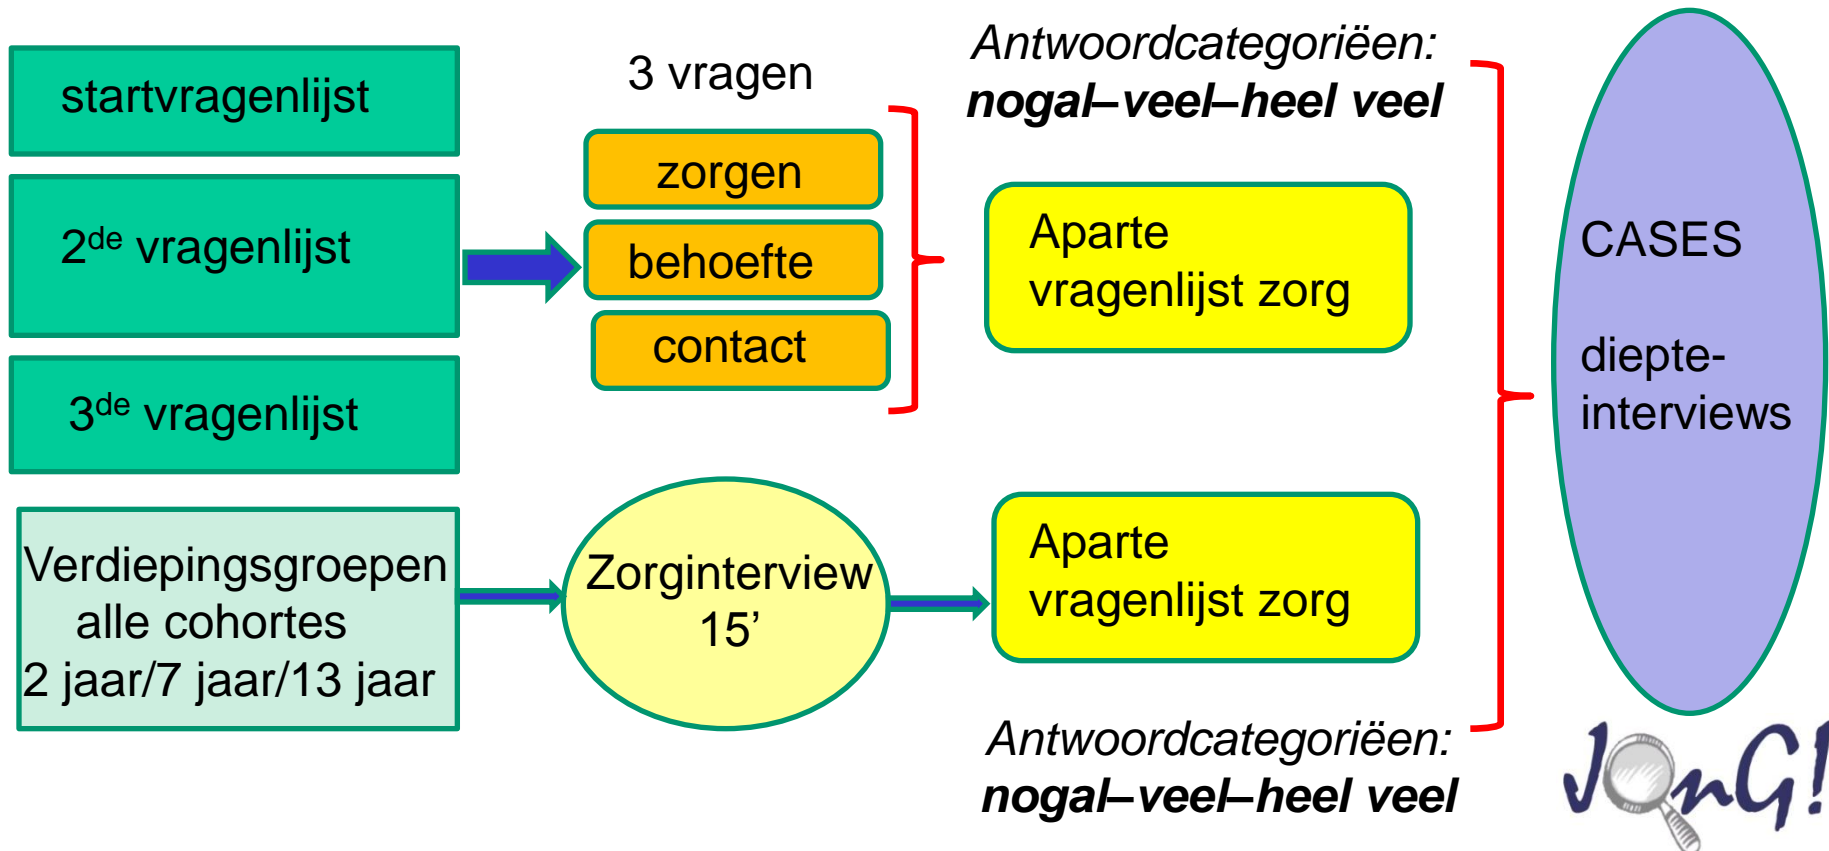 startvragenlijst
2de vragenlijst
3de vragenlijst
3 vragen
zorgen
behoefte
contact
Antwoordcategorieën:
nogal–veel–heel veel
Aparte
vragenlijst zorg
Verdiepingsgroepen
alle cohortes
2 jaar/7 jaar/13 jaar
Zorginterview
15’
Aparte
vragenlijst zorg
Antwoordcategorieën:
nogal–veel–heel veel
CASES
diepte-
interviews
JOnG!